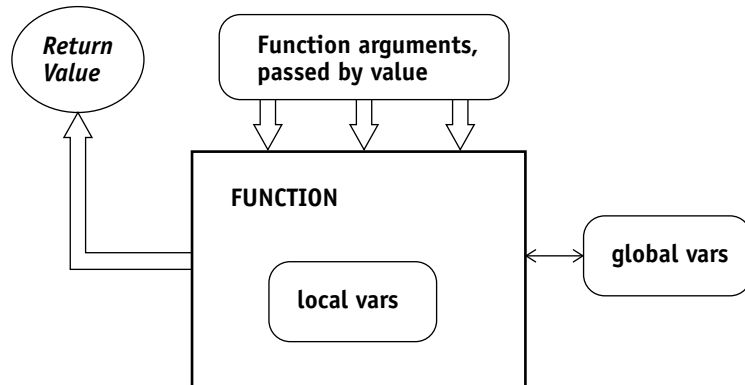 Return
Value
Function arguments,
passed by value
FUNCTION
global vars
local vars